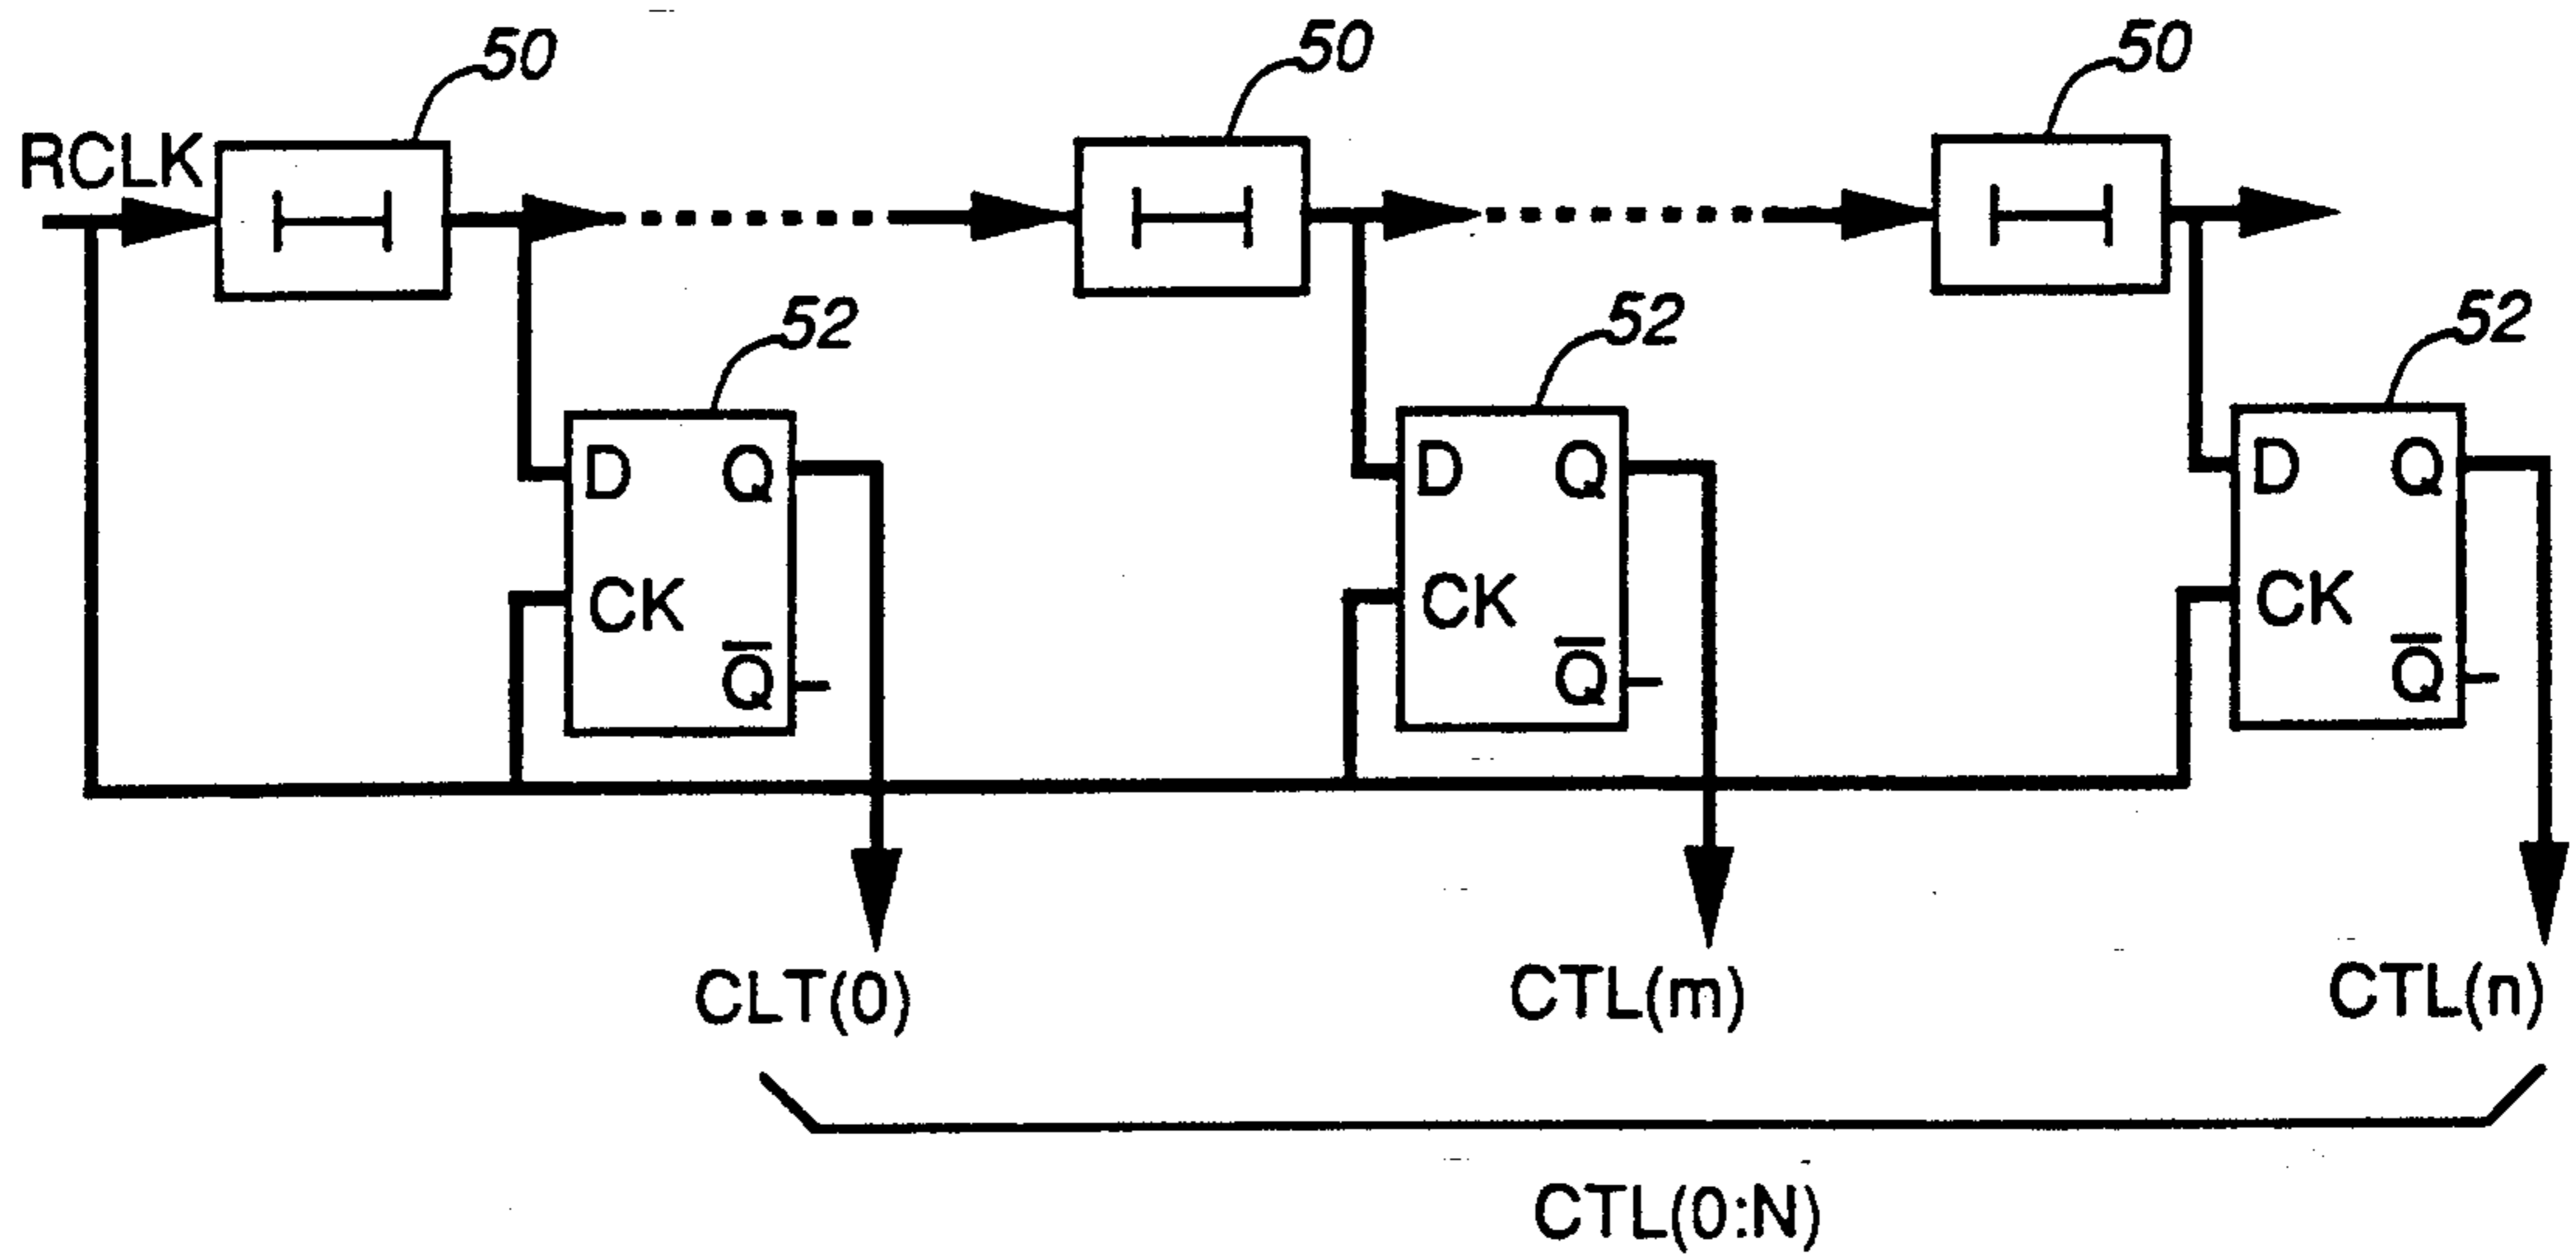 50 50 50
RCLK
52 52 52
D Q D Q D Q
CK CK CK
Q̅ Q̅ Q̅
CLT(0) CTL(m) CTL(n)
CTL(0:N)